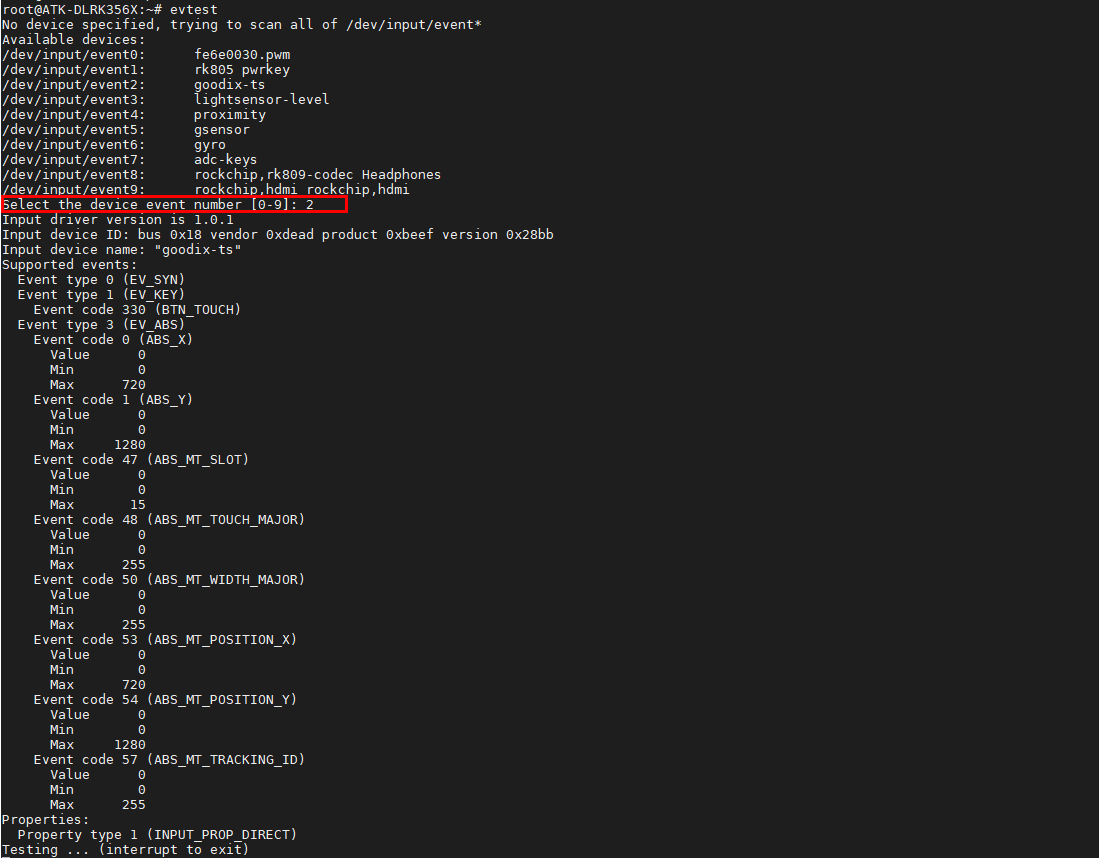 root@ATK-DLRK356X:~# evtest
No device specified, trying to scan all of /dev/input/event*
Available devices:
/dev/input/event0:      fe6e0030.pwm
/dev/input/event1:      rk805 pwrkey
/dev/input/event2:      goodix-ts
/dev/input/event3:      lightsensor-level
/dev/input/event4:      proximity
/dev/input/event5:      gsensor
/dev/input/event6:      gyro
/dev/input/event7:      adc-keys
/dev/input/event8:      rockchip,rk809-codec Headphones
/dev/input/event9:      rockchip,hdmi rockchip,hdmi
Select the device event number [0-9]: 2
Input driver version is 1.0.1
Input device ID: bus 0x18 vendor 0xdead product 0xbeef version 0x28bb
Input device name: "goodix-ts"
Supported events:
  Event type 0 (EV_SYN)
  Event type 1 (EV_KEY)
    Event code 330 (BTN_TOUCH)
  Event type 3 (EV_ABS)
    Event code 0 (ABS_X)
      Value      0
      Min        0
      Max      720
    Event code 1 (ABS_Y)
      Value      0
      Min        0
      Max     1280
    Event code 47 (ABS_MT_SLOT)
      Value      0
      Min        0
      Max       15
    Event code 48 (ABS_MT_TOUCH_MAJOR)
      Value      0
      Min        0
      Max      255
    Event code 50 (ABS_MT_WIDTH_MAJOR)
      Value      0
      Min        0
      Max      255
    Event code 53 (ABS_MT_POSITION_X)
      Value      0
      Min        0
      Max      720
    Event code 54 (ABS_MT_POSITION_Y)
      Value      0
      Min        0
      Max     1280
    Event code 57 (ABS_MT_TRACKING_ID)
      Value      0
      Min        0
      Max      255
Properties:
  Property type 1 (INPUT_PROP_DIRECT)
Testing ... (interrupt to exit)